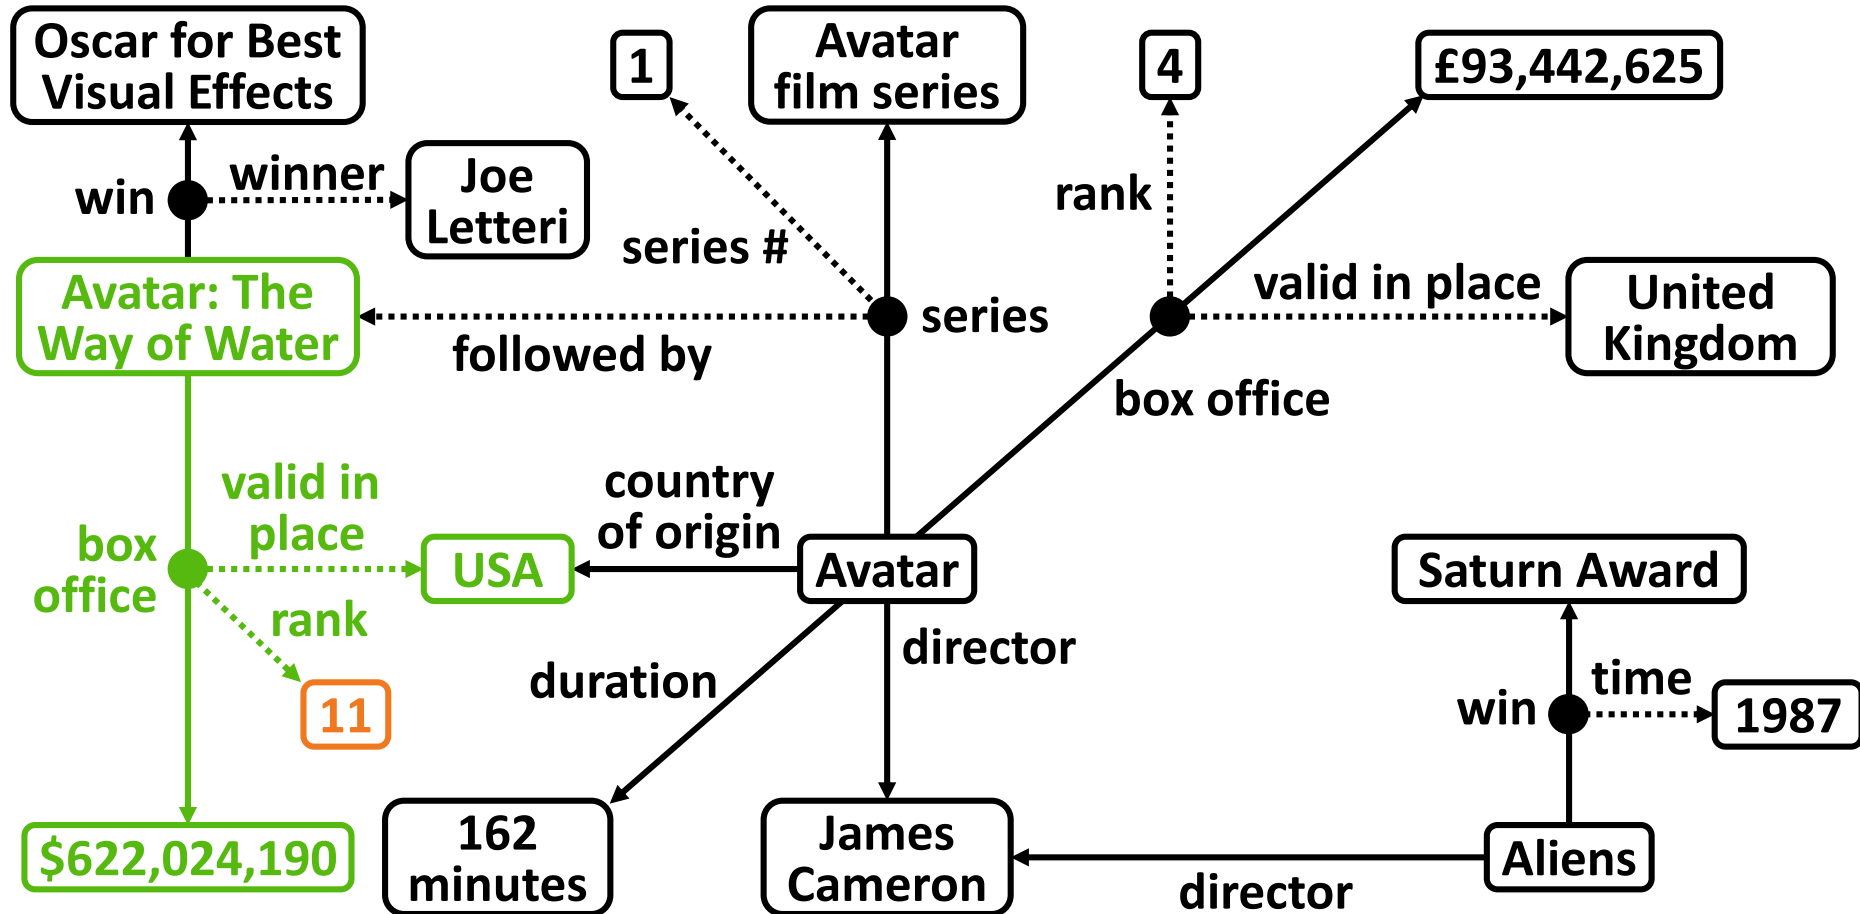 Oscar for Best
Visual Effects
1
Avatar
film series
4
£93,442,625
win
winner
Joe
Letteri
series #
rank
Avatar: The
Way of Water
followed by
series
valid in place
United
Kingdom
box office
valid in
place
country
of origin
box
office
USA
Avatar
Saturn Award
rank
director
duration
11
win
time
1987
$622,024,190
162
minutes
James
Cameron
Aliens
director